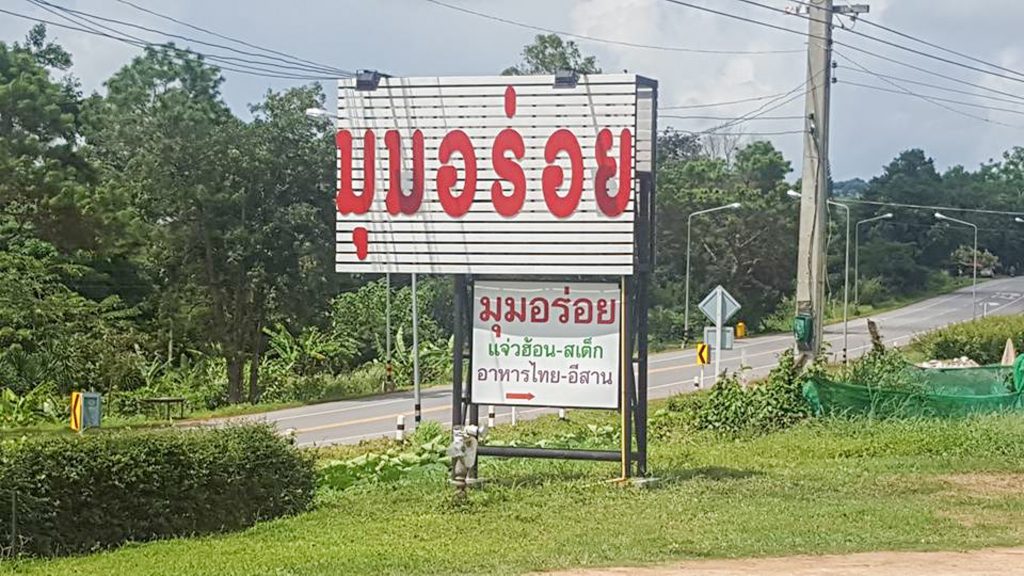 มุมอร่อย
มุมอร่อย
แจ่วฮ้อน-สเต็ก
อาหารไทย-อีสาน